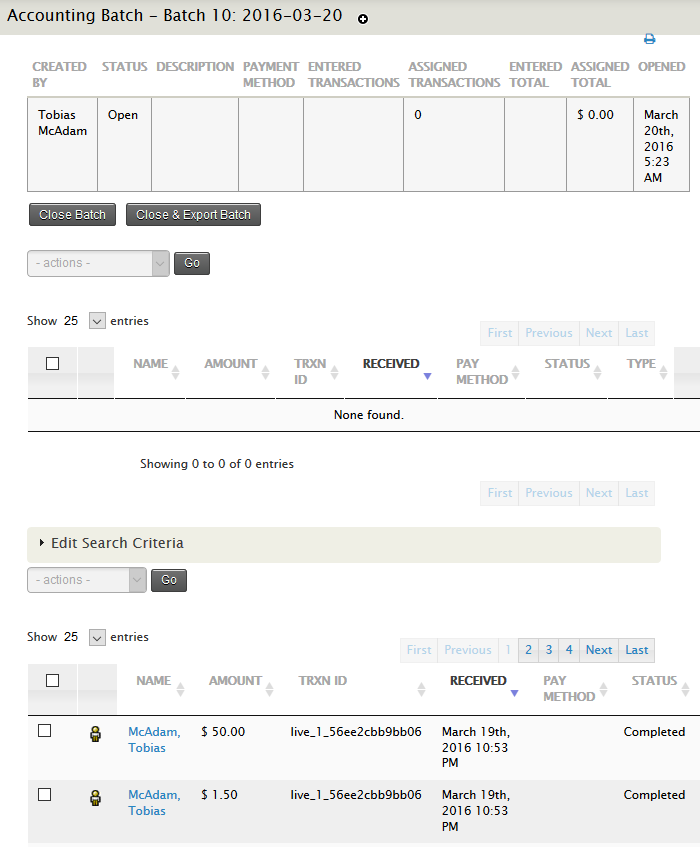 Accounting Batch - Batch 10: 2016-03-20
CREATED BY STATUS DESCRIPTION PAYMENT METHOD ENTERED TRANSACTIONS ASSIGNED TRANSACTIONS ENTERED TOTAL ASSIGNED TOTAL OPENED
Tobias McAdam Open 0 $ 0.00 March 20th, 2016 5:23 AM
Close Batch Close & Export Batch
- actions - Go
Show 25 entries
First Previous Next Last
NAME AMOUNT TRXN ID RECEIVED PAY METHOD STATUS TYPE
None found.
Showing 0 to 0 of 0 entries
First Previous Next Last
Edit Search Criteria
- actions - Go
Show 25 entries
First Previous 1 2 3 4 Next Last
NAME AMOUNT TRXN ID RECEIVED PAY METHOD STATUS
McAdam, Tobias $ 50.00 live_1_56ee2cbb9bb06 March 19th, 2016 10:53 PM Completed
McAdam, Tobias $ 1.50 live_1_56ee2cbb9bb06 March 19th, 2016 10:53 PM Completed